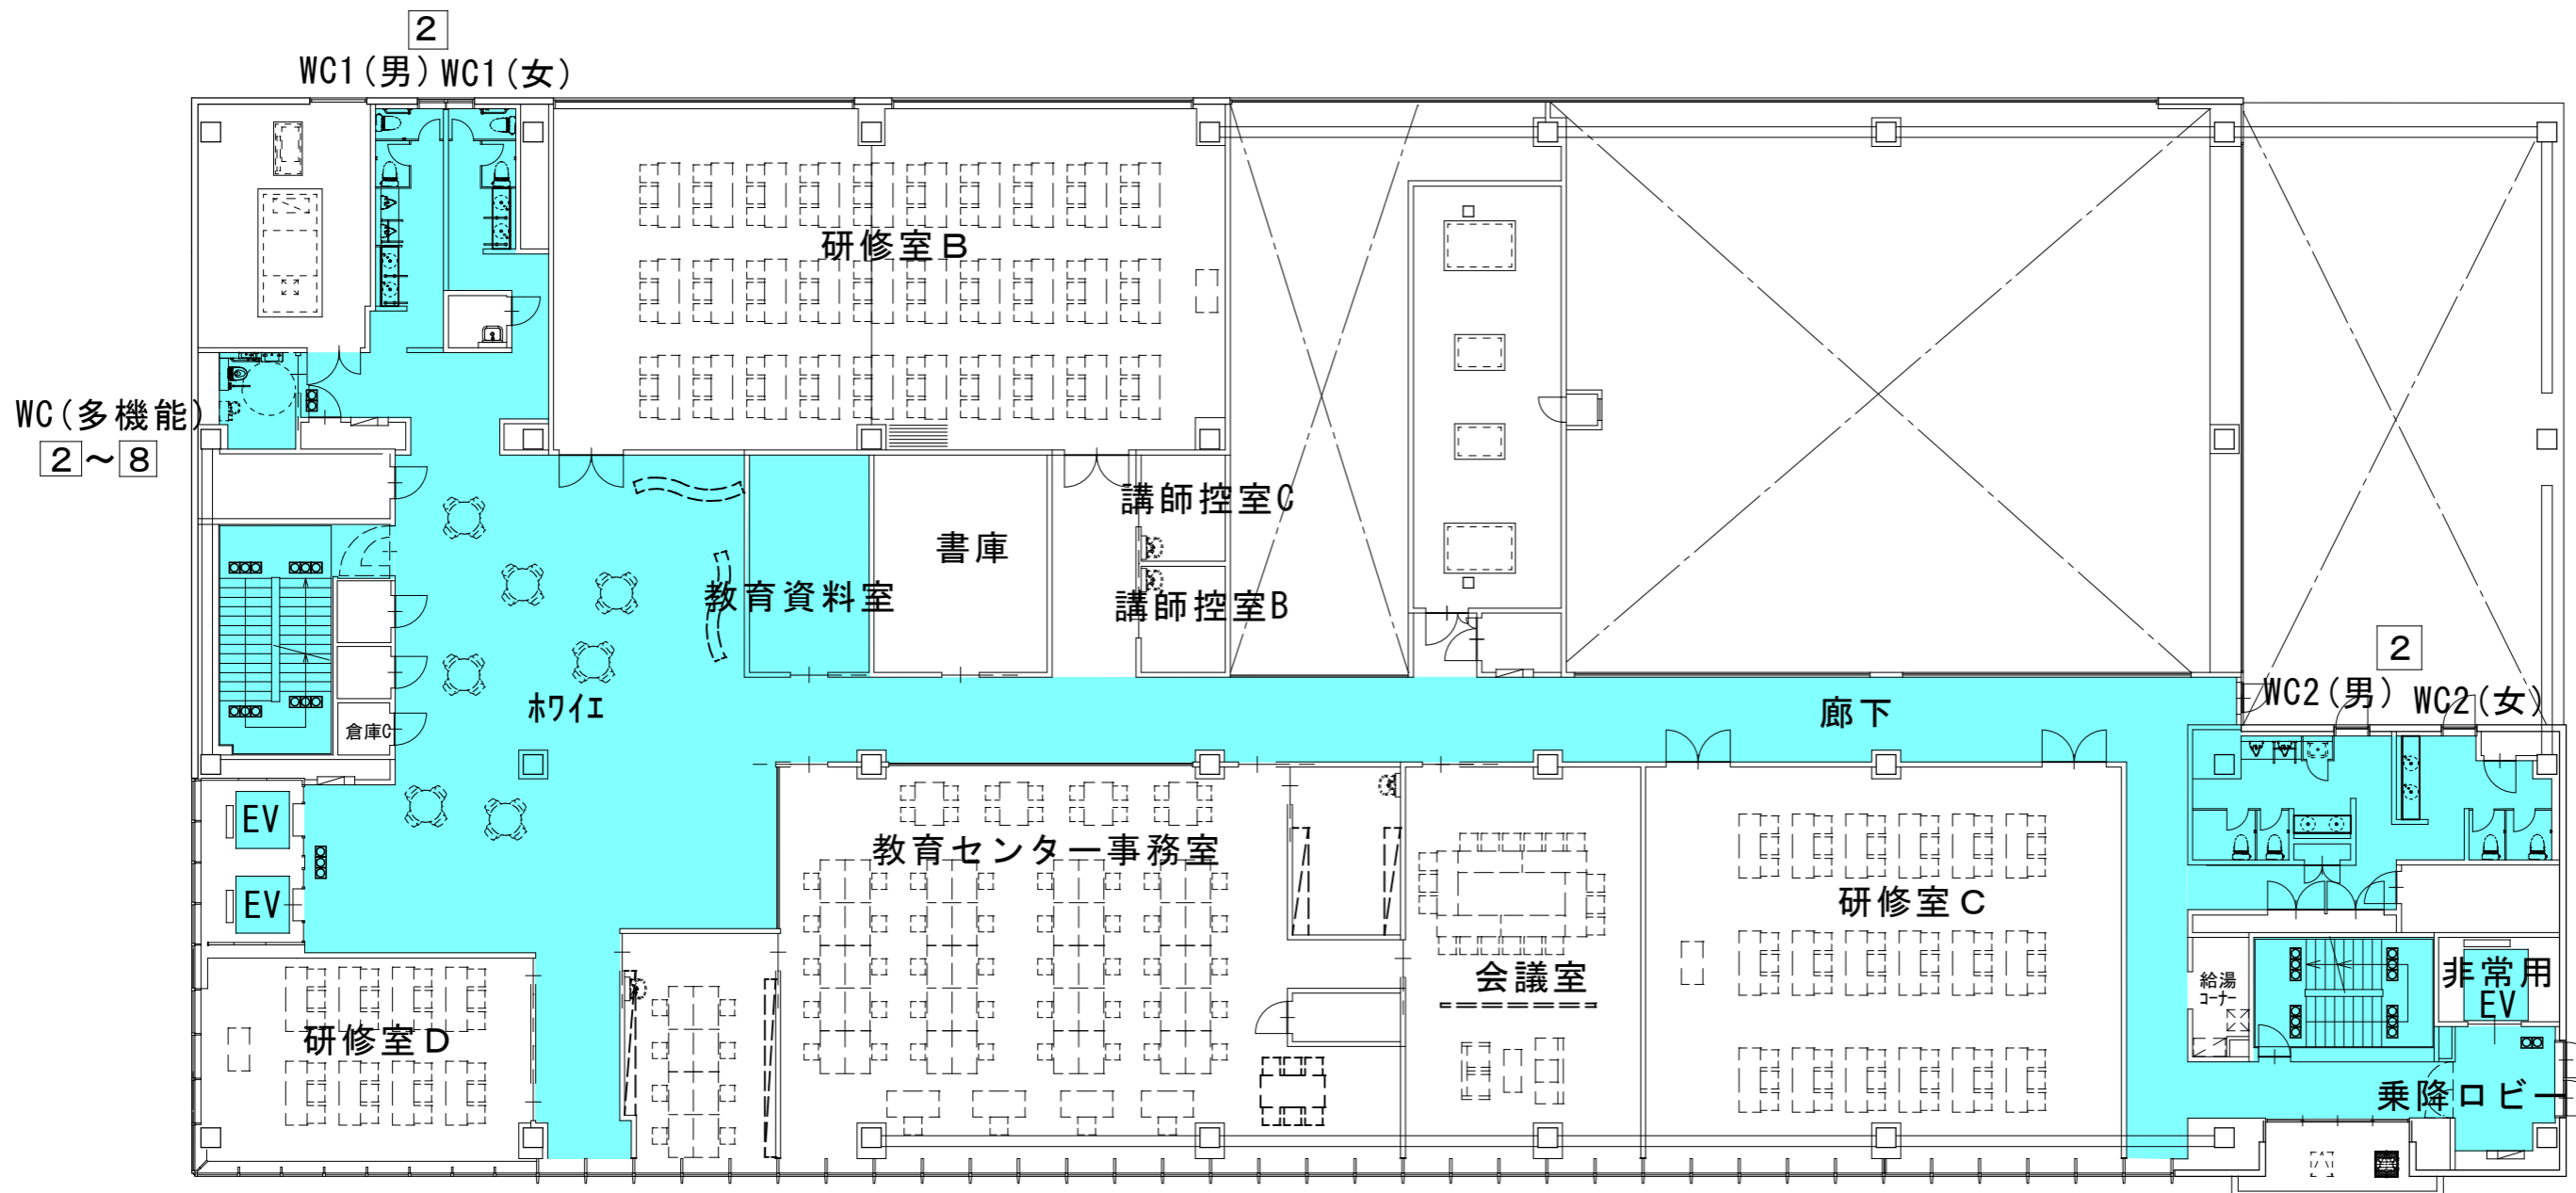 2
WC1(男) WC1(女)
研修室B
WC(多機能)
2～8
講師控室C
書庫
教育資料室
講師控室B
2
WC2(男) WC2(女)
ﾎﾜｲｴ
廊下
倉庫C
EV
教育センター事務室
EV
研修室C
会議室
給湯
ｺｰﾅｰ
非常用
EV
研修室D
乗降ロビー